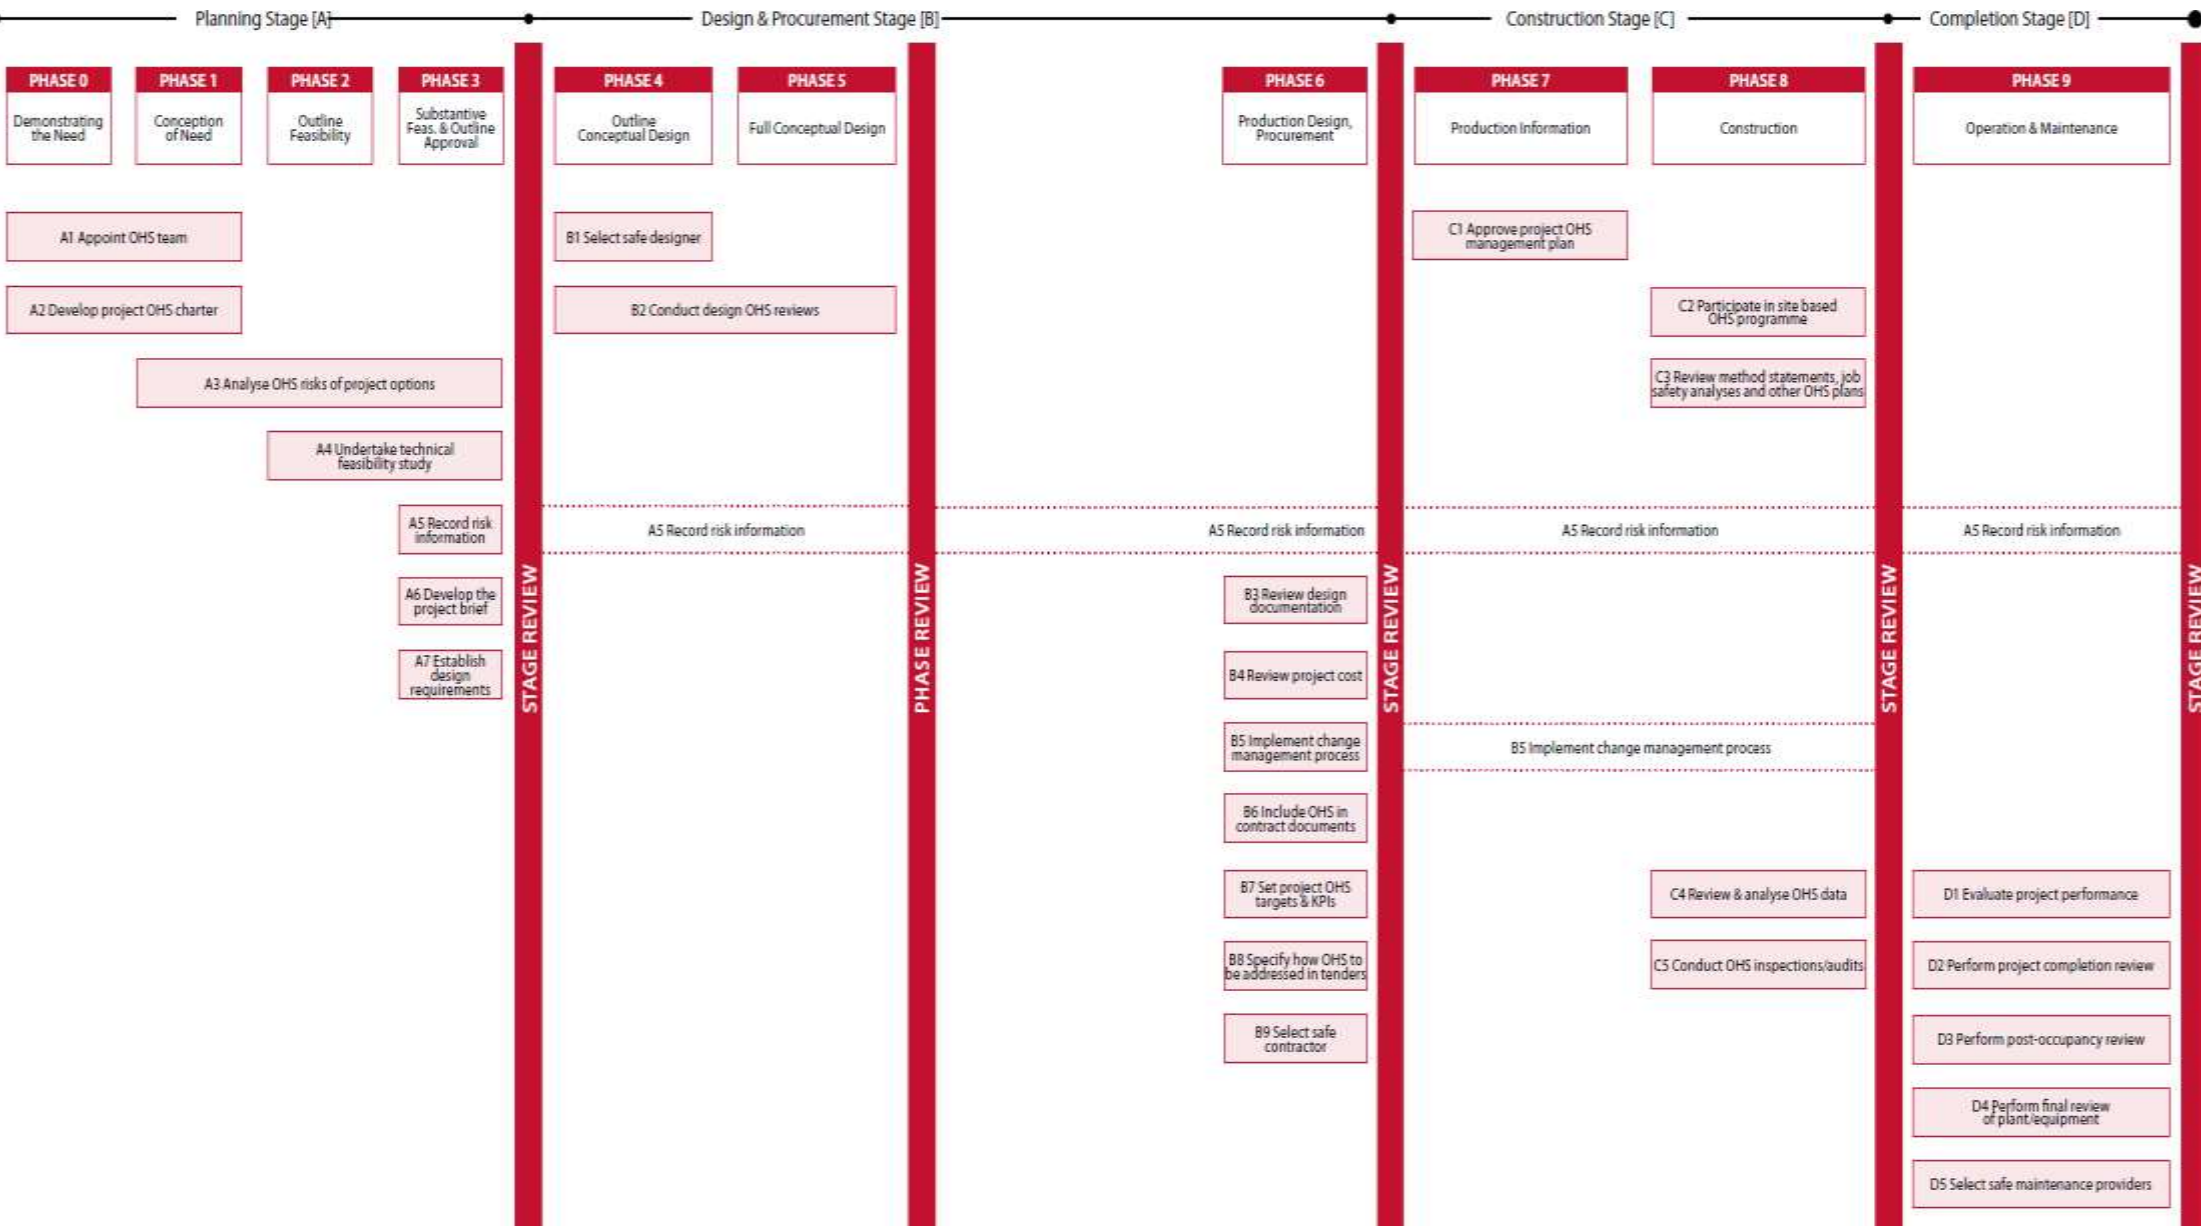 Planning Stage [A]
Design & Procurement Stage [B]
Construction Stage [C]
Completion Stage [D]
PHASE 0
Demonstrating
the Need
PHASE 1
Conception
of Need
PHASE 2
Outline
Feasibility
PHASE 3
Substantive
Feas. & Outline
Approval
PHASE 4
Outline
Conceptual Design
PHASE 5
Full Conceptual Design
PHASE 6
Production Design,
Procurement
PHASE 7
Production Information
PHASE 8
Construction
PHASE 9
Operation & Maintenance
A1 Appoint OHS team
B1 Select safe designer
C1 Approve project OHS
management plan
A2 Develop project OHS charter
B2 Conduct design OHS reviews
C2 Participate in site based
OHS programme
A3 Analyse OHS risks of project options
C3 Review method statements, job
safety analyses and other OHS plans
A4 Undertake technical
feasibility study
A5 Record risk
information
A5 Record risk information
A5 Record risk information
A5 Record risk information
A5 Record risk information
A6 Develop the
project brief
B3 Review design
documentation
A7 Establish
design
requirements
B4 Review project cost
STAGE REVIEW
PHASE REVIEW
STAGE REVIEW
STAGE REVIEW
STAGE REVIEW
B5 Implement change
management process
B5 Implement change management process
B6 Include OHS in
contract documents
B7 Set project OHS
targets & KPIs
C4 Review & analyse OHS data
D1 Evaluate project performance
B8 Specify how OHS to
be addressed in tenders
C5 Conduct OHS inspections/audits
D2 Perform project completion review
B9 Select safe
contractor
D3 Perform post-occupancy review
D4 Perform final review
of plant/equipment
D5 Select safe maintenance providers